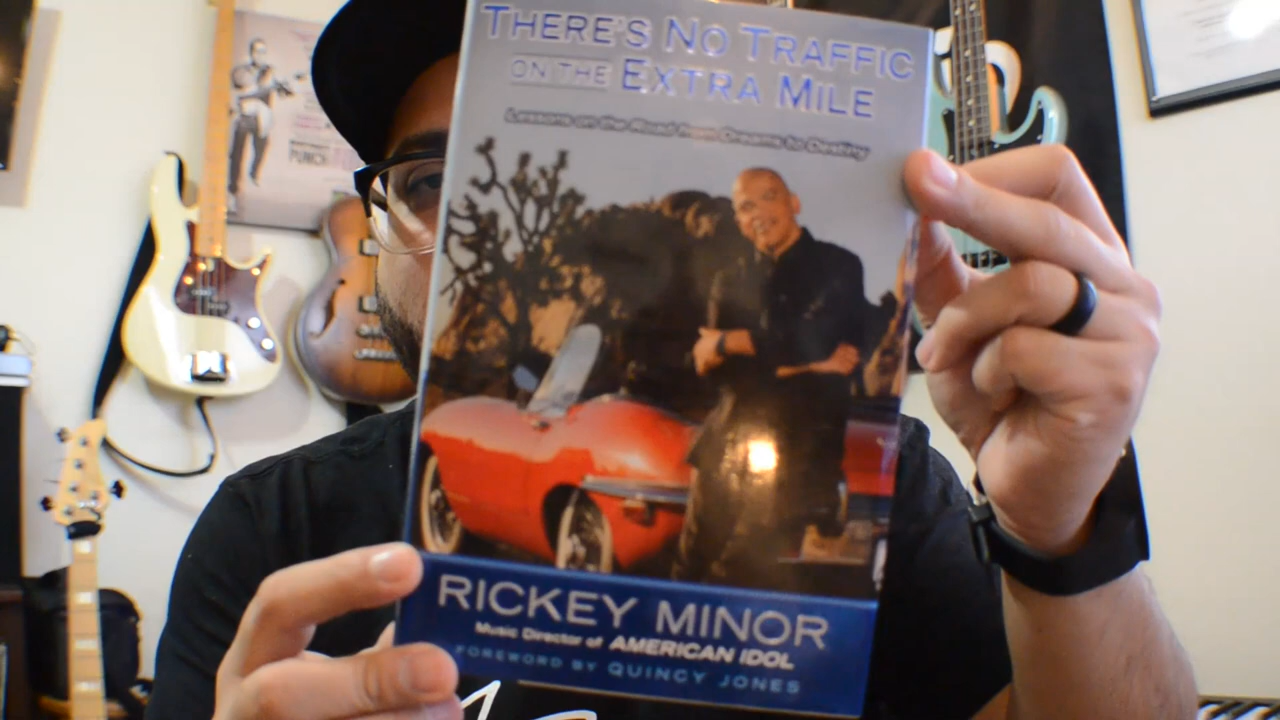 THERE'S NO TRAFFIC
ON THE EXTRA MILE
Lessons on the Road from Dreams to Destiny
RICKEY MINOR
Music Director of AMERICAN IDOL
FOREWORD BY QUINCY JONES
PUNCH